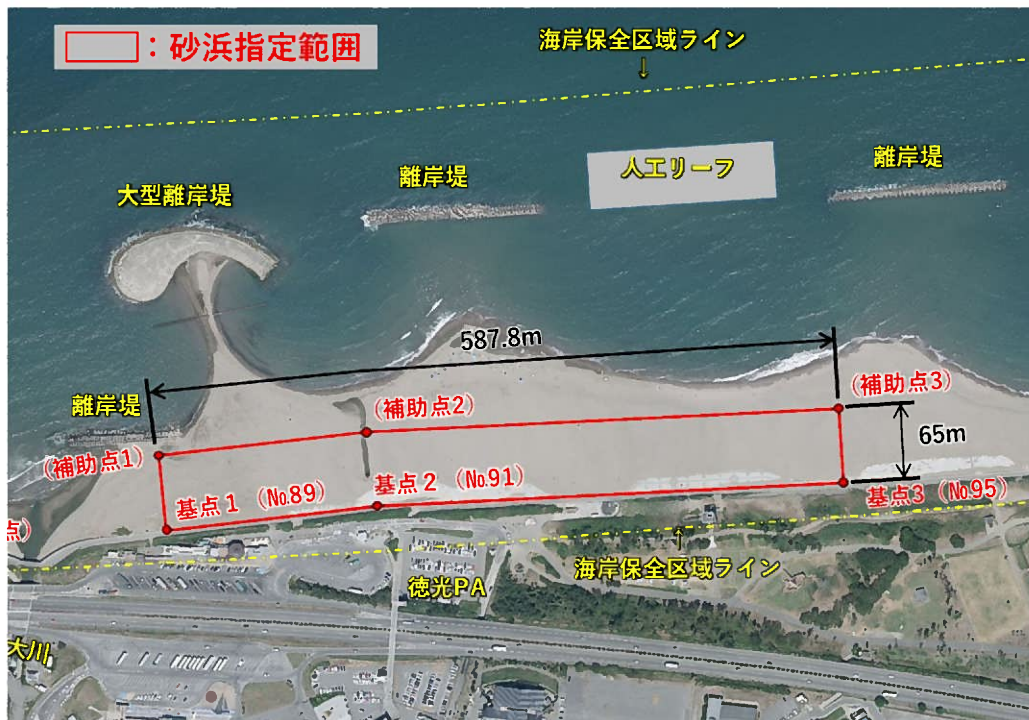 ：砂浜指定範囲
海岸保全区域ライン
↓
人工リーフ
離岸堤
離岸堤
大型離岸堤
587.8m
離岸堤
（補助点2）
（補助点3）
65m
（補助点1）
基点１（№89）
基点２（№91）
基点3（№95）
点）
↑
海岸保全区域ライン
徳光PA
大川